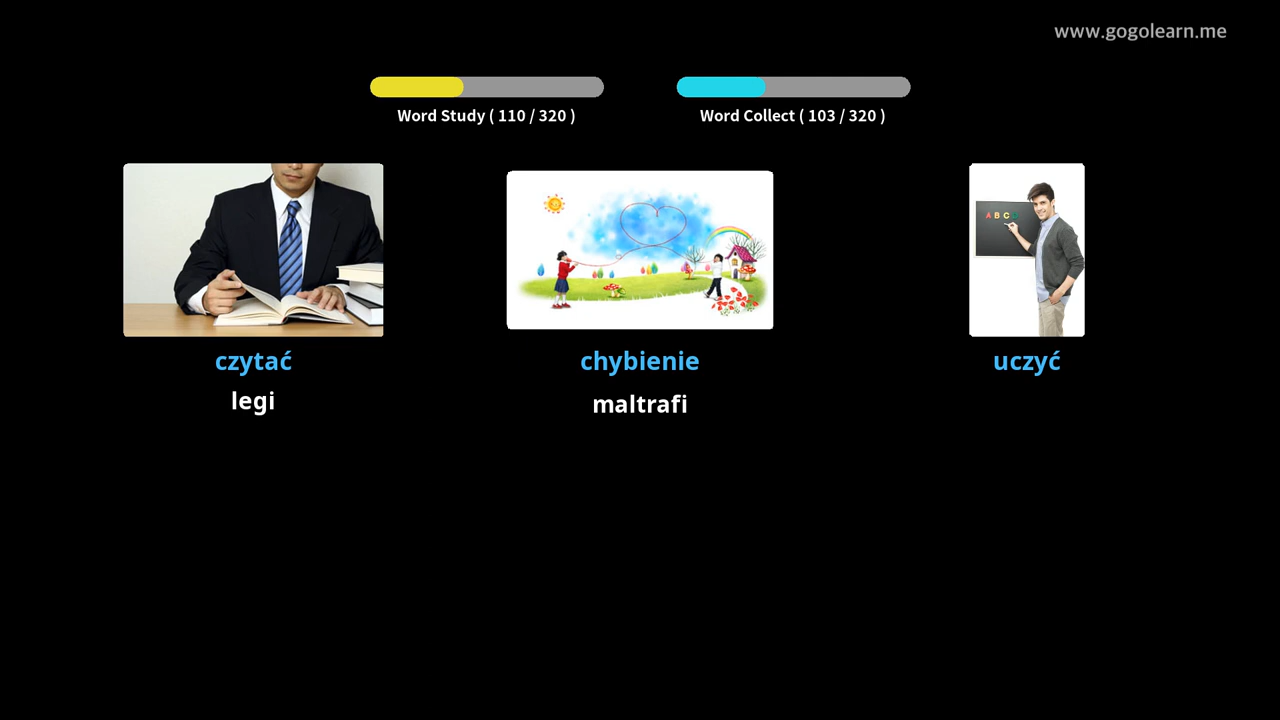 www.gogolearn.me
Word Study ( 110 / 320 )
Word Collect ( 103 / 320 )
A B C D
czytać
chybienie
uczyć
legi
maltrafi